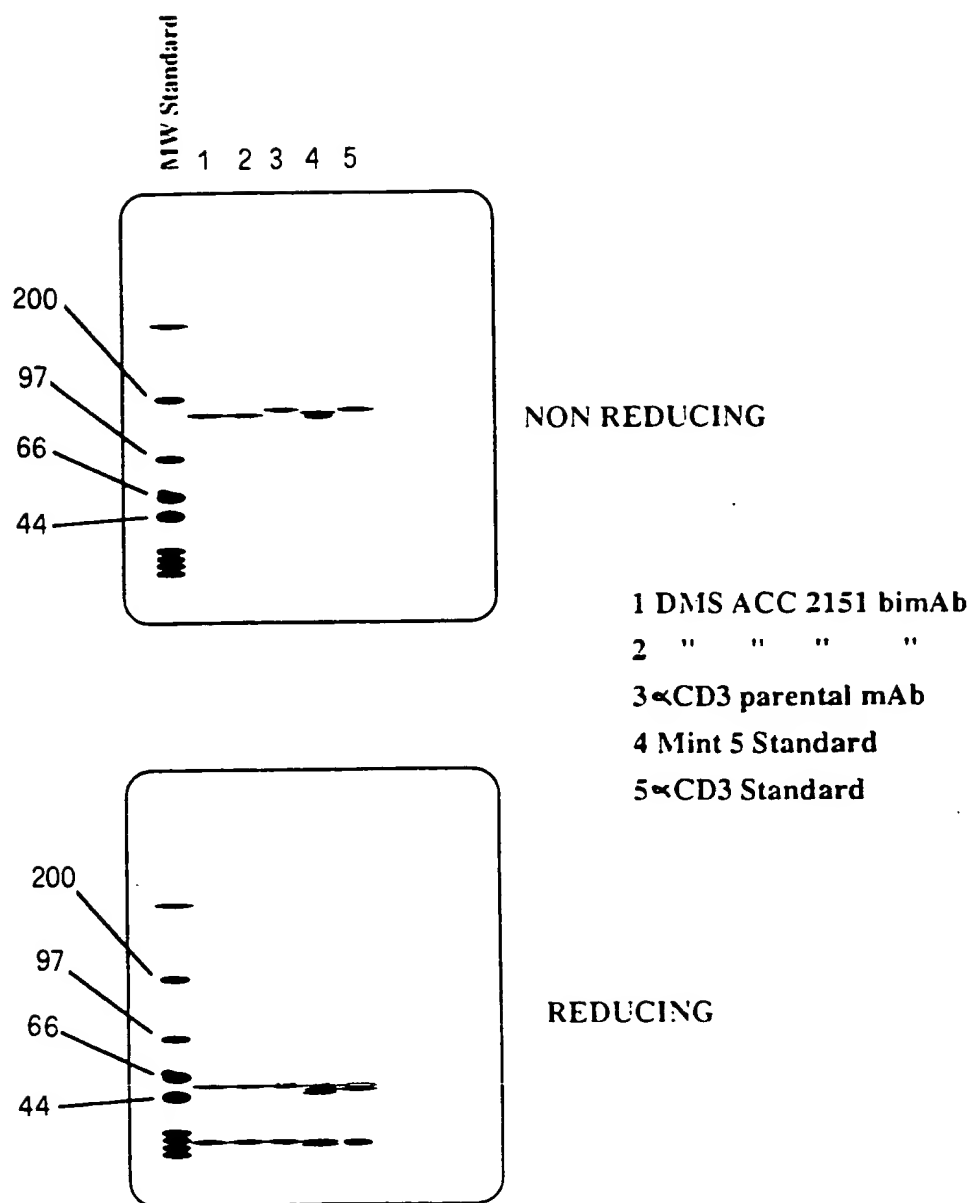 MW Standard
1 2 3 4 5
200
97
66
44
NON REDUCING
1 DMS ACC 2151 bimAb
2 " " " "
3 ∝CD3 parental mAb
4 Mint 5 Standard
5 ∝CD3 Standard
200
97
66
44
REDUCING